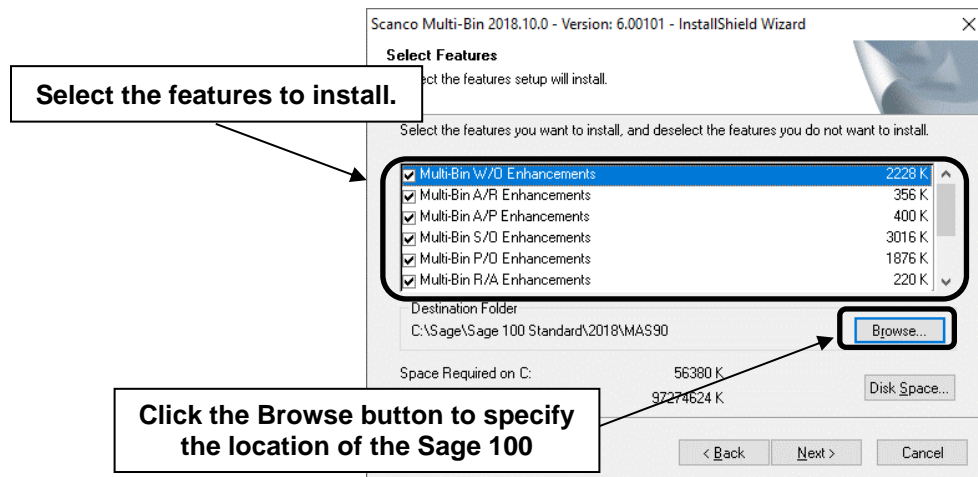 Scanco Multi-Bin 2018.10.0 - Version: 6.00101 - InstallShield Wizard
Select Features
ect the features setup will install.
Select the features to install.
Select the features you want to install, and deselect the features you do not want to install.
Multi-Bin W/O Enhancements 2228 K
Multi-Bin A/R Enhancements 356 K
Multi-Bin A/P Enhancements 400 K
Multi-Bin S/O Enhancements 3016 K
Multi-Bin P/O Enhancements 1876 K
Multi-Bin R/A Enhancements 220 K
Destination Folder
C:\Sage\Sage 100 Standard\2018\MAS90
Browse...
Space Required on C: 56380 K
97274624 K
Disk Space...
Click the Browse button to specify
the location of the Sage 100
< Back Next > Cancel